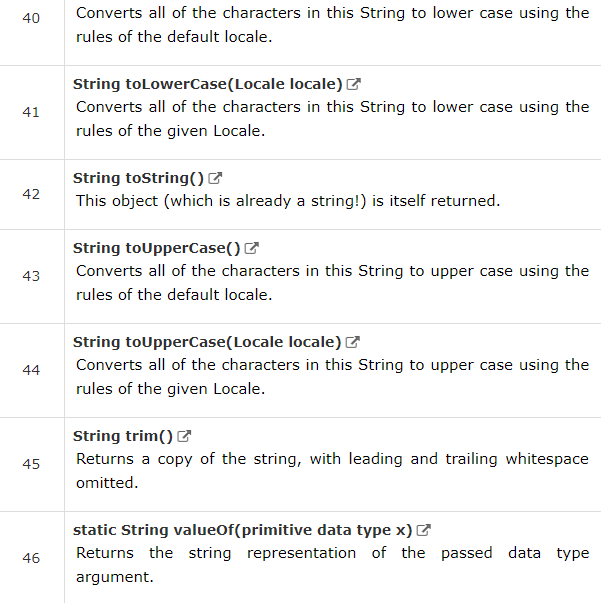 40
Converts all of the characters in this String to lower case using the
rules of the default locale.
String toLowerCase(Locale locale)
41
Converts all of the characters in this String to lower case using the
rules of the given Locale.
String toString()
42
This object (which is already a string!) is itself returned.
String toUpperCase()
43
Converts all of the characters in this String to upper case using the
rules of the default locale.
String toUpperCase(Locale locale)
44
Converts all of the characters in this String to upper case using the
rules of the given Locale.
String trim()
45
Returns a copy of the string, with leading and trailing whitespace
omitted.
static String valueOf(primitive data type x)
46
Returns the string representation of the passed data type
argument.